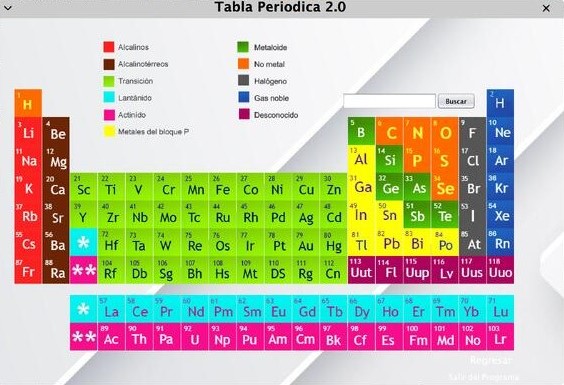 Tabla Periodica 2.0
Alcalinos
Alcalinotérreos
Transición
Lantánido
Actínido
Metales del bloque P
Metaloide
No metal
Halógeno
Gas noble
Desconocido
Buscar
1 H 2 H
3 Li 4 Be 5 B 6 C 7 N 8 O 9 F 10 Ne
11 Na 12 Mg 13 Al 14 Si 15 P 16 S 17 Cl 18 Ar
19 K 20 Ca 21 Sc 22 Ti 23 V 24 Cr 25 Mn 26 Fe 27 Co 28 Ni 29 Cu 30 Zn 31 Ga 32 Ge 33 As 34 Se 35 Br 36 Kr
37 Rb 38 Sr 39 Y 40 Zr 41 Nb 42 Mo 43 Tc 44 Ru 45 Rh 46 Pd 47 Ag 48 Cd 49 In 50 Sn 51 Sb 52 Te 53 I 54 Xe
55 Cs 56 Ba * 72 Hf 73 Ta 74 W 75 Re 76 Os 77 Ir 78 Pt 79 Au 80 Hg 81 Tl 82 Pb 83 Bi 84 Po 85 At 86 Rn
87 Fr 88 Ra ** 104 Rf 105 Db 106 Sg 107 Bh 108 Hs 109 Mt 110 DS 111 Rg 112 Cn 113 Uut 114 Fl 115 Uup 116 Lv 117 Uus 118 Uuo
* 57 La 58 Ce 59 Pr 60 Nd 61 Pm 62 Sm 63 Eu 64 Gd 65 Tb 66 Dy 67 Ho 68 Er 69 Tm 70 Yb 71 Lu
** 89 Ac 90 Th 91 Pa 92 U 93 Np 94 Pu 95 Am 96 Cm 97 Bk 98 Cf 99 Es 100 Fm 101 Md 102 No 103 Lr
Regresar
Salir del Programa